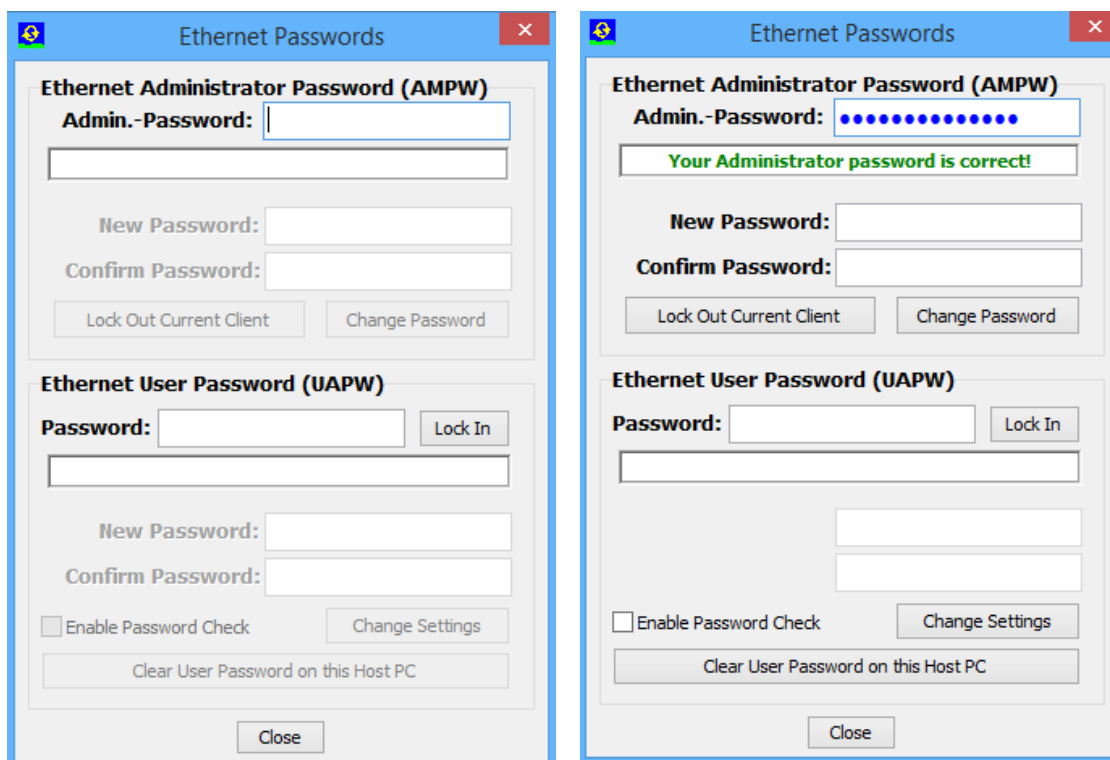 Ethernet Passwords
Ethernet Administrator Password (AMPW)
Admin.-Password:
New Password:
Confirm Password:
Lock Out Current Client Change Password
Ethernet User Password (UAPW)
Password: Lock In
New Password:
Confirm Password:
Enable Password Check Change Settings
Clear User Password on this Host PC
Close
Ethernet Passwords
Ethernet Administrator Password (AMPW)
Admin.-Password: ●●●●●●●●●●●●●●
Your Administrator password is correct!
New Password:
Confirm Password:
Lock Out Current Client Change Password
Ethernet User Password (UAPW)
Password: Lock In
Enable Password Check Change Settings
Clear User Password on this Host PC
Close